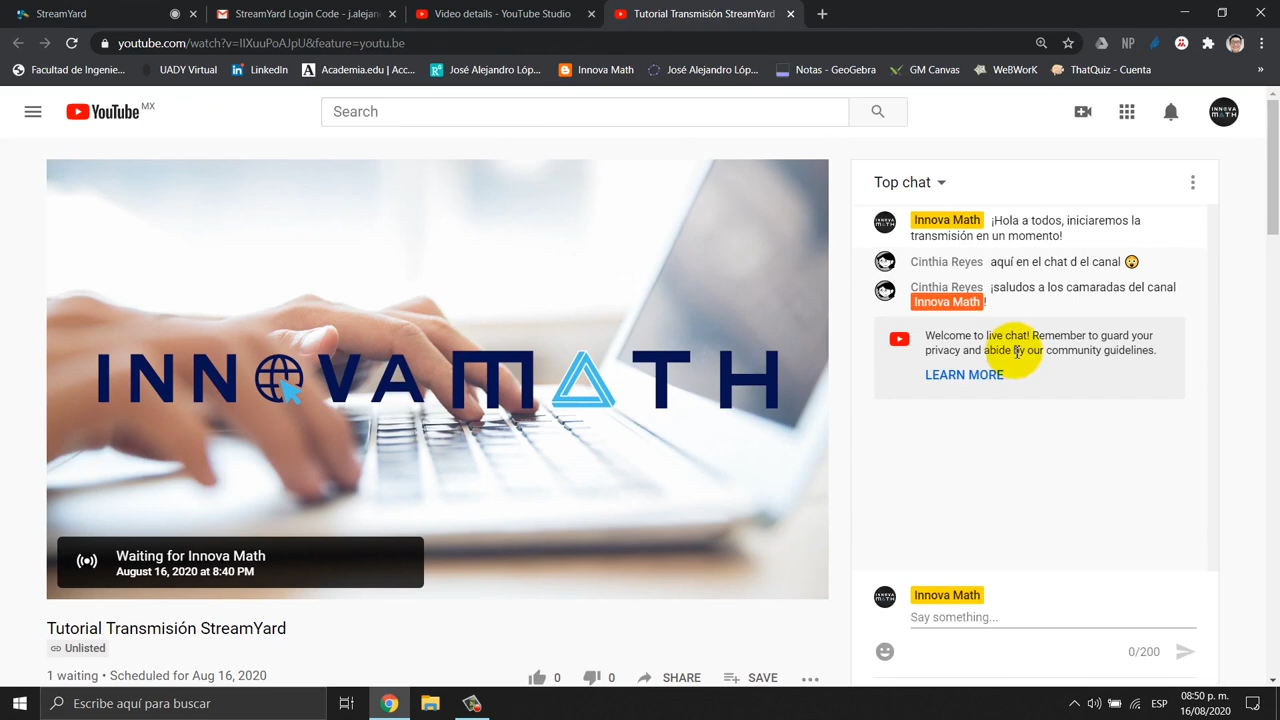 StreamYard
StreamYard Login Code - j.alejan
Video details - YouTube Studio
Tutorial Transmisión StreamYard
youtube.com/watch?v=IIXuuPoAJpU&feature=youtu.be
NP
Facultad de Ingenie...
UADY Virtual
LinkedIn
Academia.edu | Acc...
José Alejandro Lóp...
Innova Math
José Alejandro Lóp...
Notas - GeoGebra
GM Canvas
WeBWorK
ThatQuiz - Cuenta
»
YouTube MX
Search
INNOVA MATH
Top chat
Innova Math ¡Hola a todos, iniciaremos la
transmisión en un momento!
Cinthia Reyes aquí en el chat d el canal 😮
Cinthia Reyes ¡saludos a los camaradas del canal
Innova Math !
Welcome to live chat! Remember to guard your
privacy and abide by our community guidelines.
LEARN MORE
INNOVAMATH
Waiting for Innova Math
August 16, 2020 at 8:40 PM
Innova Math
Say something...
0/200
Tutorial Transmisión StreamYard
Unlisted
1 waiting • Scheduled for Aug 16, 2020
0
0
SHARE
SAVE
Escribe aquí para buscar
ESP
08:50 p. m.
16/08/2020